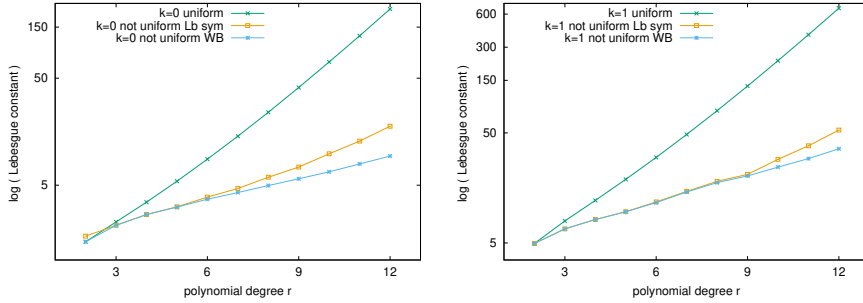 k=0 uniform
k=0 not uniform Lb sym
k=0 not uniform WB
150
50
5
log ( Lebesgue constant )
3
6
9
12
polynomial degree r
k=1 uniform
k=1 not uniform Lb sym
k=1 not uniform WB
600
300
150
50
5
log ( Lebesgue constant )
3
6
9
12
polynomial degree r